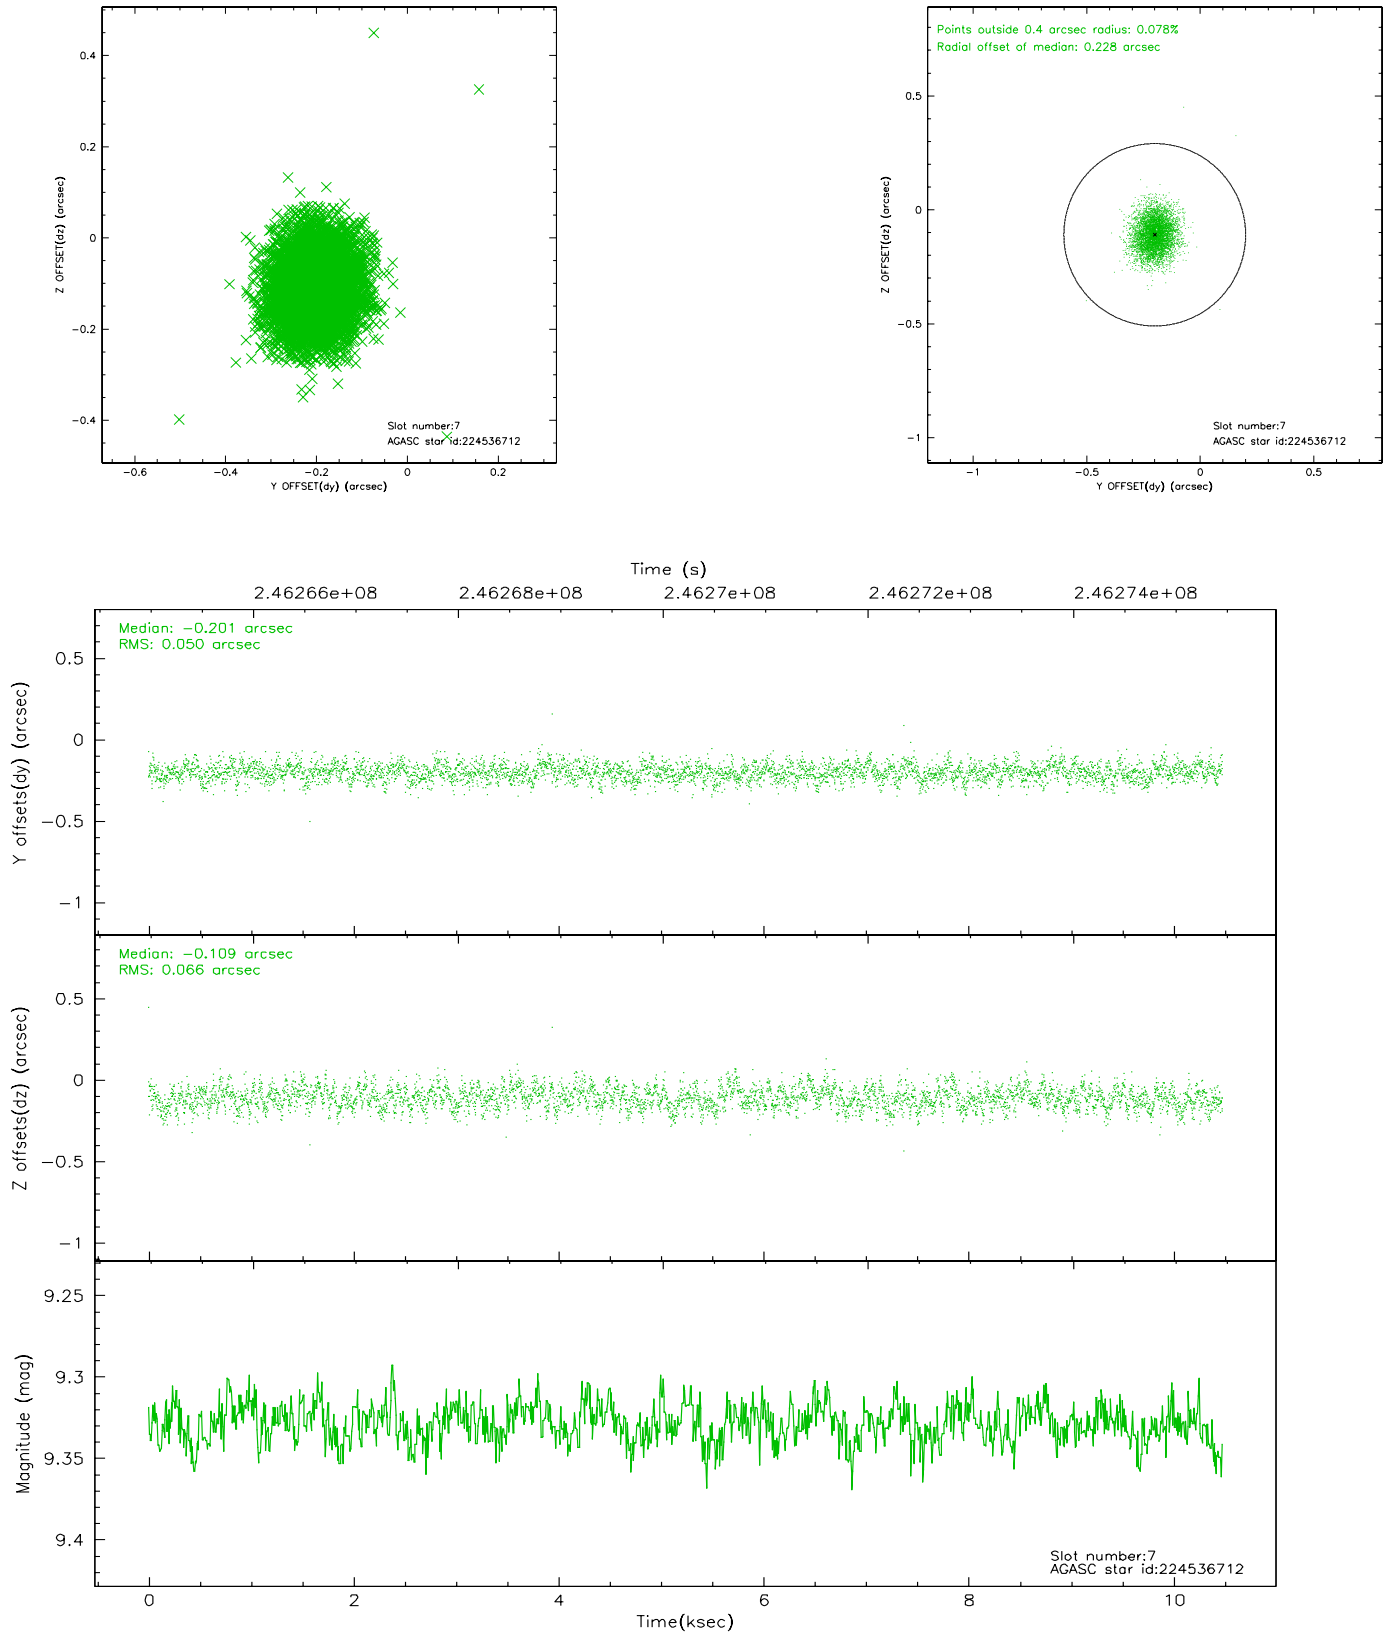 0.4
0.2
0
−0.2
−0.4
Z OFFSET(dz) (arcsec)
−0.6 −0.4 −0.2 0 0.2
Y OFFSET(dy) (arcsec)
Slot number:7
AGASC star id:224536712
Points outside 0.4 arcsec radius: 0.078%
Radial offset of median: 0.228 arcsec
0.5
0
−0.5
−1
Z OFFSET(dz) (arcsec)
−1 −0.5 0 0.5
Y OFFSET(dy) (arcsec)
Slot number:7
AGASC star id:224536712
Time (s)
2.46266e+08 2.46268e+08 2.4627e+08 2.46272e+08 2.46274e+08
Median: −0.201 arcsec
RMS: 0.050 arcsec
0.5
0
−0.5
−1
Y offsets(dy) (arcsec)
Median: −0.109 arcsec
RMS: 0.066 arcsec
0.5
0
−0.5
−1
Z offsets(dz) (arcsec)
9.25
9.3
9.35
9.4
Magnitude (mag)
Slot number:7
AGASC star id:224536712
0 2 4 6 8 10
Time(ksec)